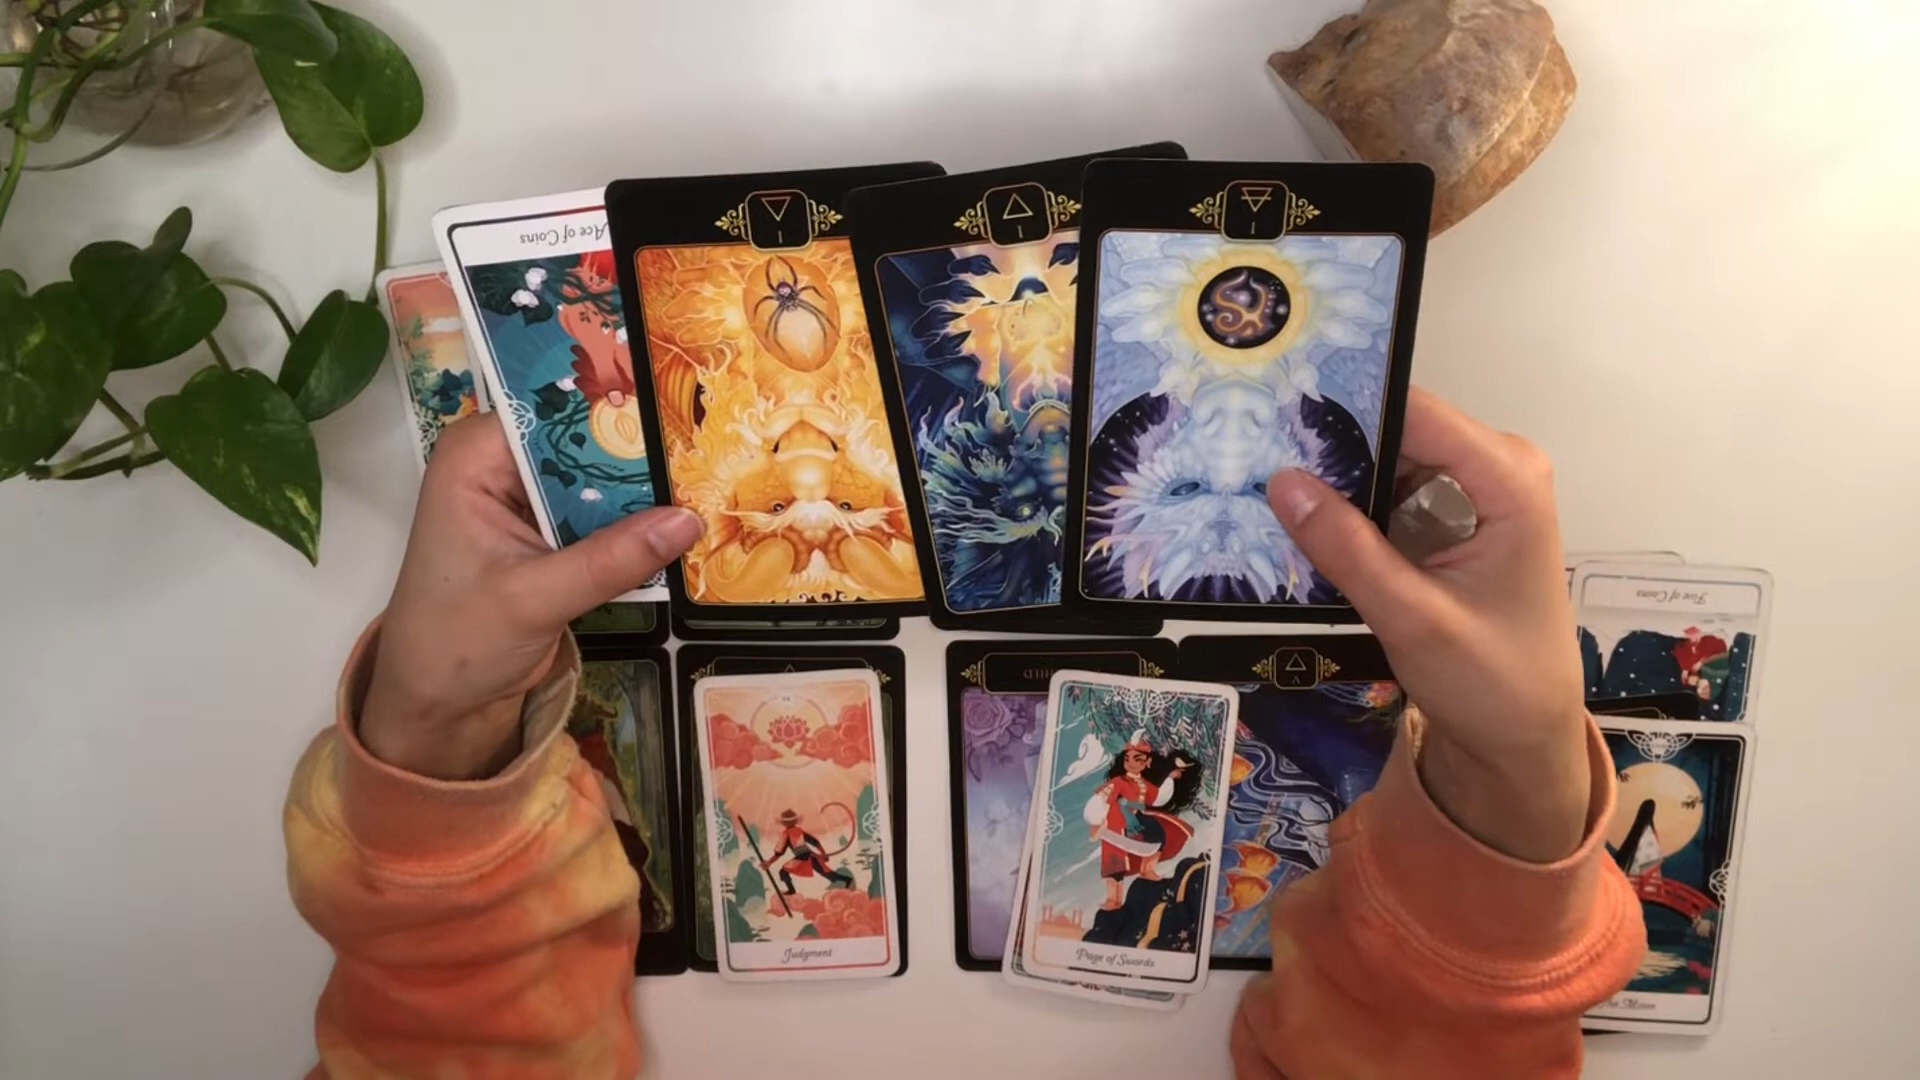 Ace of Coins
I
I
I
Five of Coins
V
Judgment
Page of Swords
The Moon